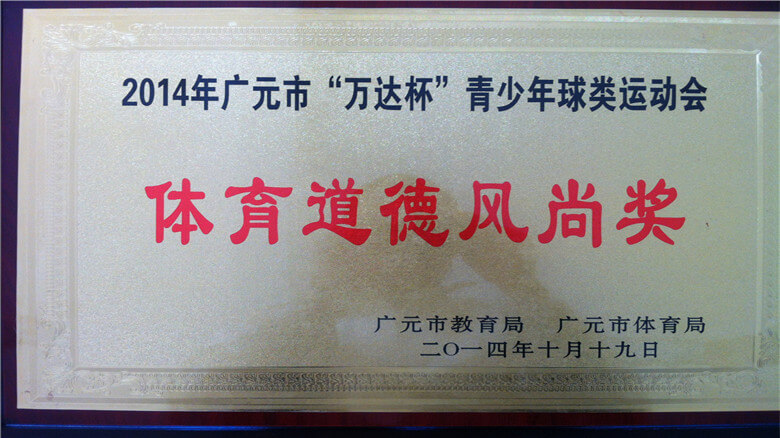 2014年广元市“万达杯”青少年球类运动会
体育道德风尚奖
广元市教育局 广元市体育局
二〇一四年十月十九日